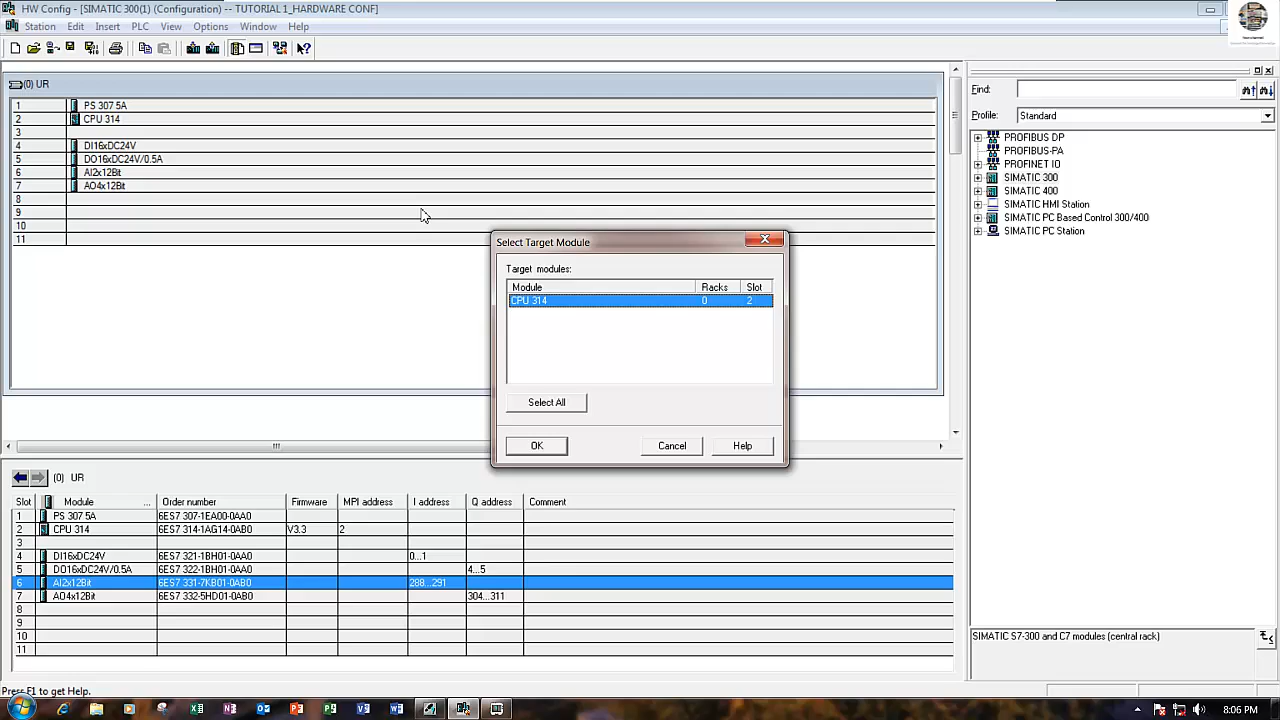 HW Config - [SIMATIC 300(1) (Configuration) -- TUTORIAL 1_HARDWARE CONF]
Station Edit Insert PLC View Options Window Help
(0) UR
1 PS 307 5A
2 CPU 314
3
4 DI16xDC24V
5 DO16xDC24V/0.5A
6 AI2x12Bit
7 AO4x12Bit
8
9
10
11
Select Target Module
Target modules:
Module Racks Slot
CPU 314 0 2
Select All
OK Cancel Help
Find:
Profile: Standard
PROFIBUS DP
PROFIBUS-PA
PROFINET IO
SIMATIC 300
SIMATIC 400
SIMATIC HMI Station
SIMATIC PC Based Control 300/400
SIMATIC PC Station
(0) UR
Slot Module ... Order number Firmware MPI address I address Q address Comment
1 PS 307 5A 6ES7 307-1EA00-0AA0
2 CPU 314 6ES7 314-1AG14-0AB0 V3.3 2
3
4 DI16xDC24V 6ES7 321-1BH01-0AA0 0...1
5 DO16xDC24V/0.5A 6ES7 322-1BH01-0AA0 4...5
6 AI2x12Bit 6ES7 331-7KB01-0AB0 288...291
7 AO4x12Bit 6ES7 332-5HD01-0AB0 304...311
8
9
10
11
SIMATIC S7-300 and C7 modules (central rack)
Press F1 to get Help.
8:06 PM